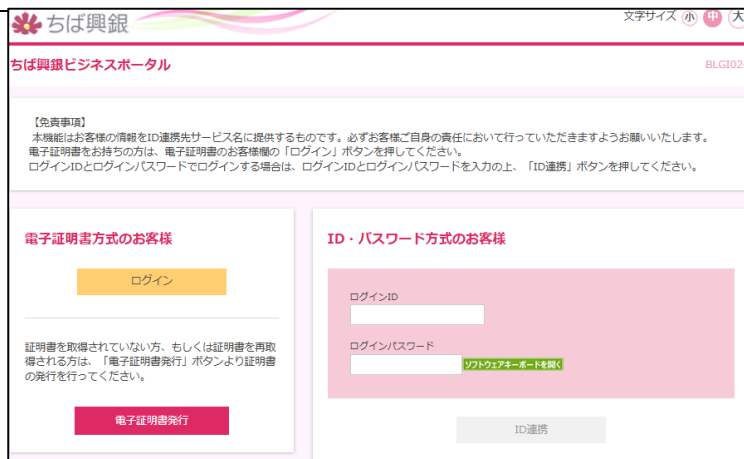 ちば興銀
文字サイズ 小 中 大
ちば興銀ビジネスポータル
BLGI02
【免責事項】
本機能はお客様の情報をID連携先サービス名に提供するものです。必ずお客様ご自身の責任において行っていただきますようお願いいたします。
電子証明書をお持ちの方は、電子証明書のお客様欄の「ログイン」ボタンを押してください。
ログインIDとログインパスワードでログインする場合は、ログインIDとログインパスワードを入力の上、「ID連携」ボタンを押してください。
電子証明書方式のお客様
ログイン
証明書を取得されていない方、もしくは証明書を再取
得される方は、「電子証明書発行」ボタンより証明書
の発行を行ってください。
電子証明書発行
ID・パスワード方式のお客様
ログインID
ログインパスワード
ソフトウェアキーボードを開く
ID連携